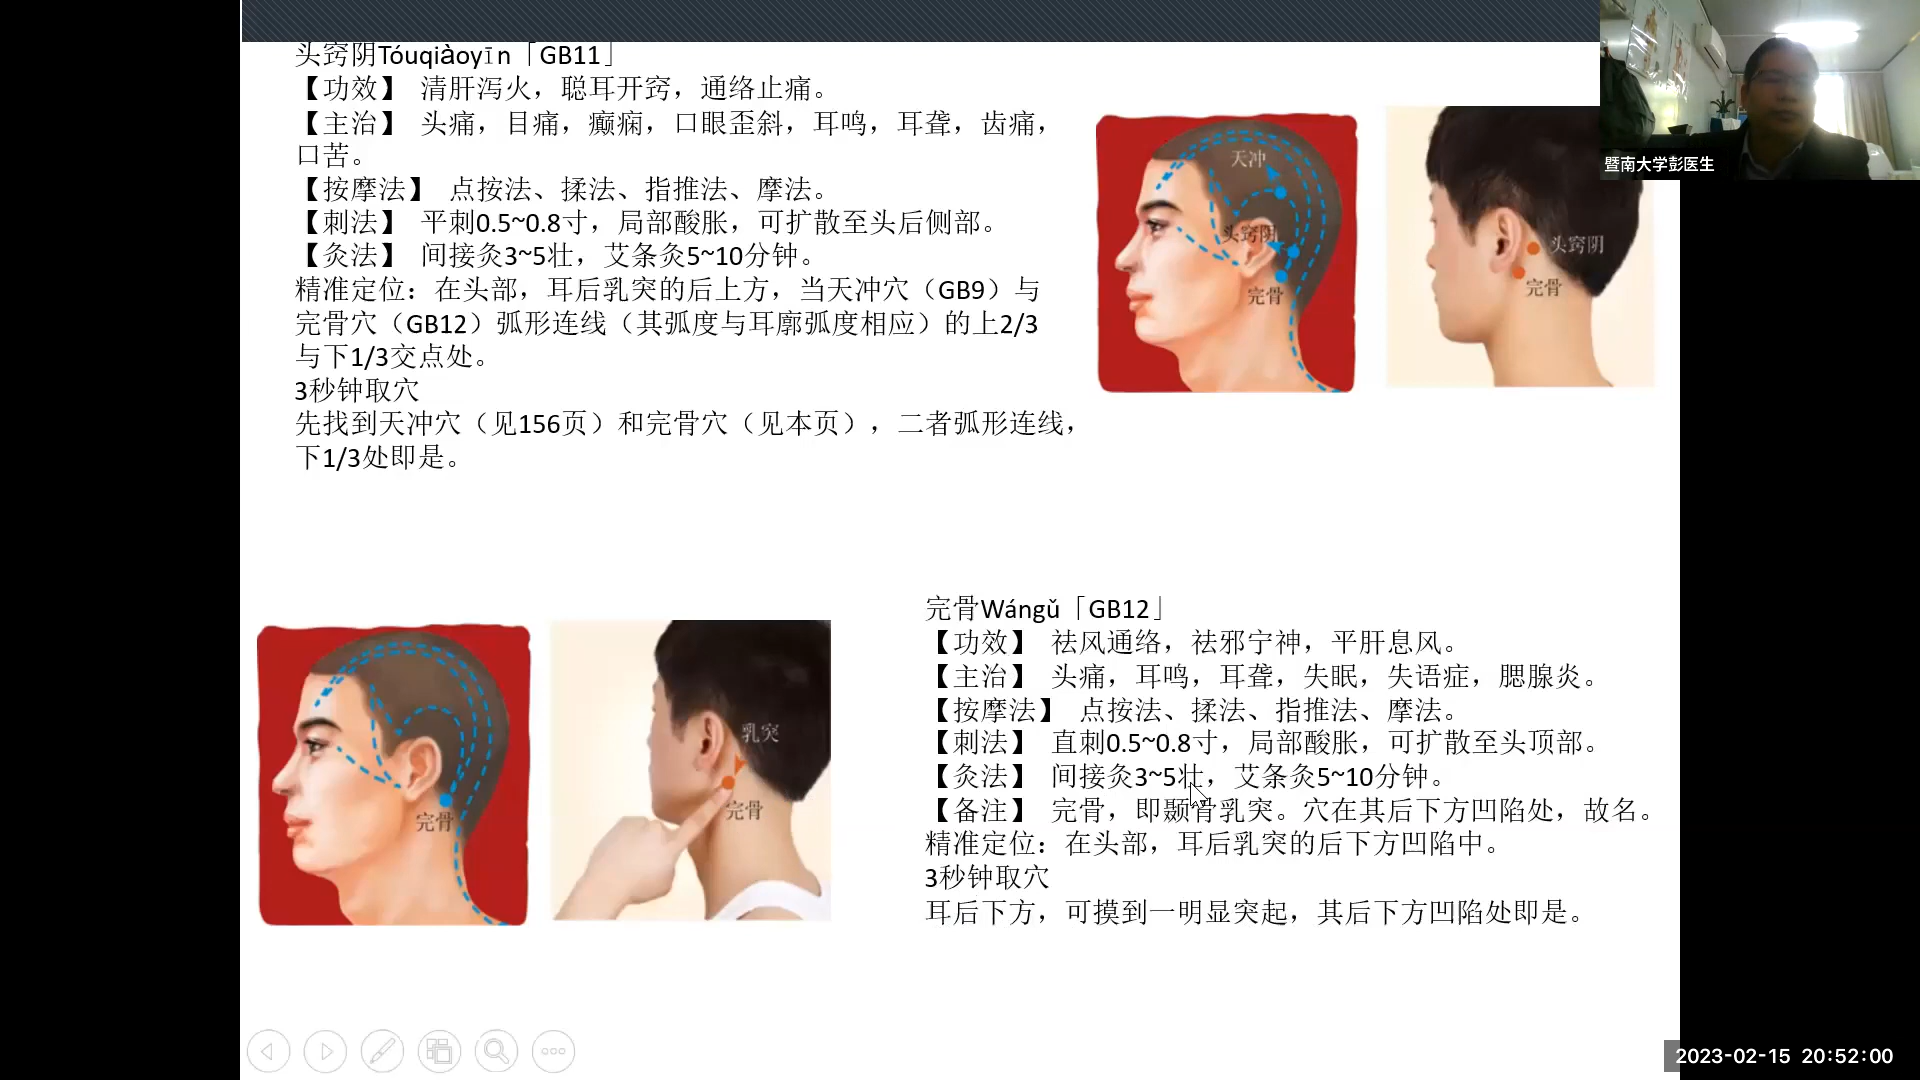 头窍阴Tóuqiàoyīn「GB11」
【功效】 清肝泻火，聪耳开窍，通络止痛。
【主治】 头痛，目痛，癫痫，口眼歪斜，耳鸣，耳聋，齿痛，
口苦。
【按摩法】 点按法、揉法、指推法、摩法。
【刺法】 平刺0.5~0.8寸，局部酸胀，可扩散至头后侧部。
【灸法】 间接灸3~5壮，艾条灸5~10分钟。
精准定位：在头部，耳后乳突的后上方，当天冲穴（GB9）与
完骨穴（GB12）弧形连线（其弧度与耳廓弧度相应）的上2/3
与下1/3交点处。
3秒钟取穴
先找到天冲穴（见156页）和完骨穴（见本页），二者弧形连线，
下1/3处即是。
天冲
头窍阴
完骨
头窍阴
完骨
暨南大学彭医生
完骨
乳突
完骨
完骨Wángǔ「GB12」
【功效】 祛风通络，祛邪宁神，平肝息风。
【主治】 头痛，耳鸣，耳聋，失眠，失语症，腮腺炎。
【按摩法】 点按法、揉法、指推法、摩法。
【刺法】 直刺0.5~0.8寸，局部酸胀，可扩散至头顶部。
【灸法】 间接灸3~5壮，艾条灸5~10分钟。
【备注】 完骨，即颞骨乳突。穴在其后下方凹陷处，故名。
精准定位：在头部，耳后乳突的后下方凹陷中。
3秒钟取穴
耳后下方，可摸到一明显突起，其后下方凹陷处即是。
2023-02-15 20:52:00